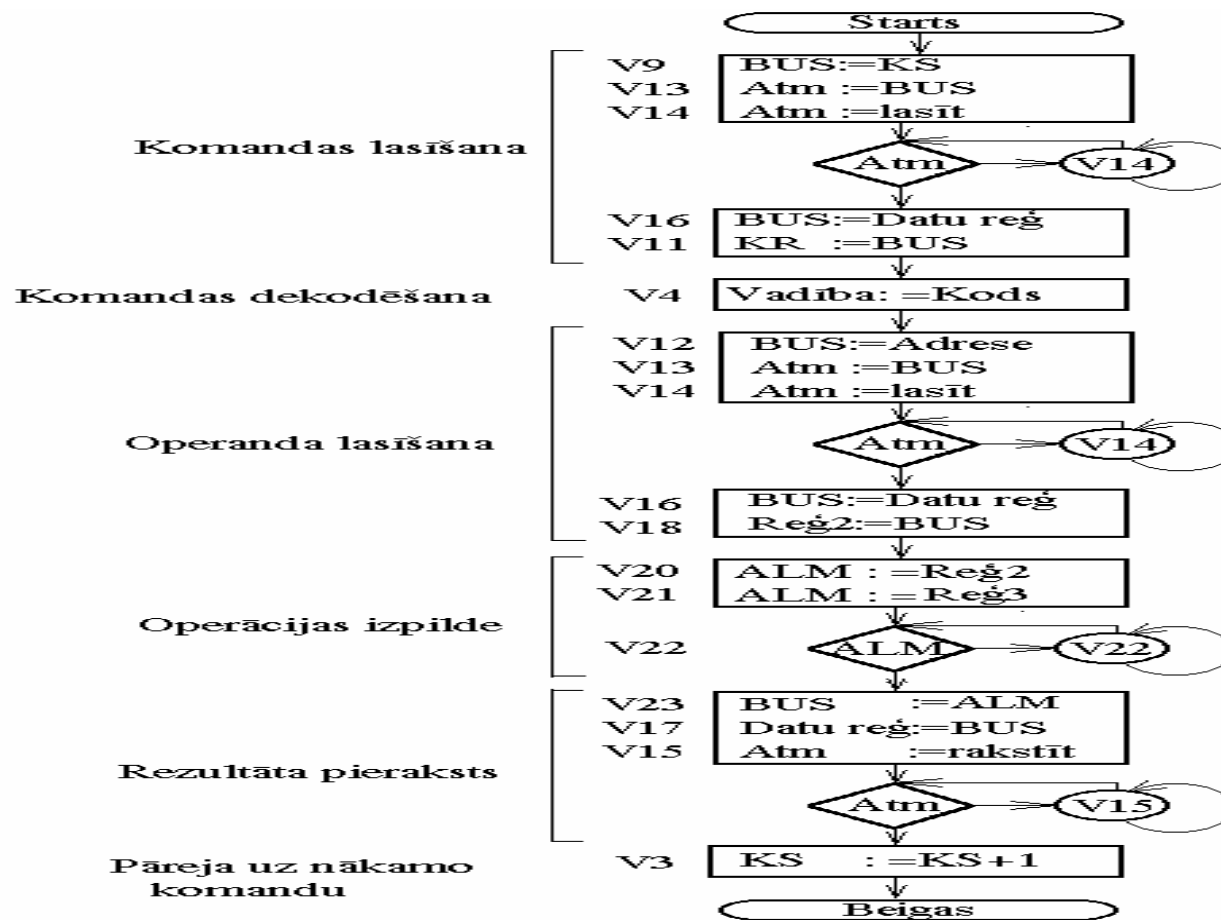 Starts
V9 BUS:=KS
V13 Atm :=BUS
V14 Atm :=lasīt
Komandas lasīšana
Atm V14
V16 BUS:=Datu reģ
V11 KR :=BUS
Komandas dekodēšana V4 Vadība: =Kods
V12 BUS:=Adrese
V13 Atm :=BUS
V14 Atm :=lasīt
Operanda lasīšana
Atm V14
V16 BUS:=Datu reģ
V18 Reģ2:=BUS
V20 ALM : =Reģ2
V21 ALM : =Reģ3
Operācijas izpilde
V22 ALM V22
V23 BUS :=ALM
V17 Datu reģ:=BUS
V15 Atm :=rakstīt
Rezultāta pieraksts
Atm V15
Pāreja uz nākamo
komandu
V3 KS : =KS+1
Beigas